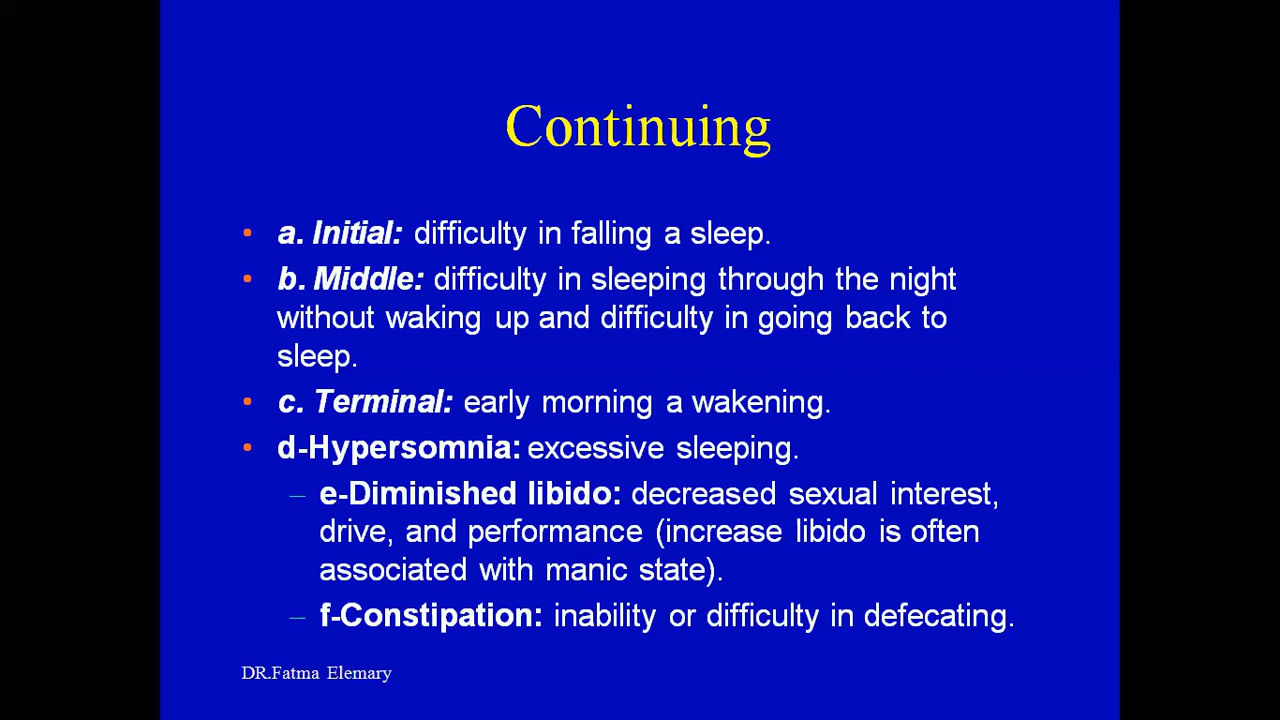 Continuing
• a. Initial: difficulty in falling a sleep.
• b. Middle: difficulty in sleeping through the night
without waking up and difficulty in going back to
sleep.
• c. Terminal: early morning a wakening.
• d-Hypersomnia: excessive sleeping.
– e-Diminished libido: decreased sexual interest,
drive, and performance (increase libido is often
associated with manic state).
– f-Constipation: inability or difficulty in defecating.
DR.Fatma Elemary